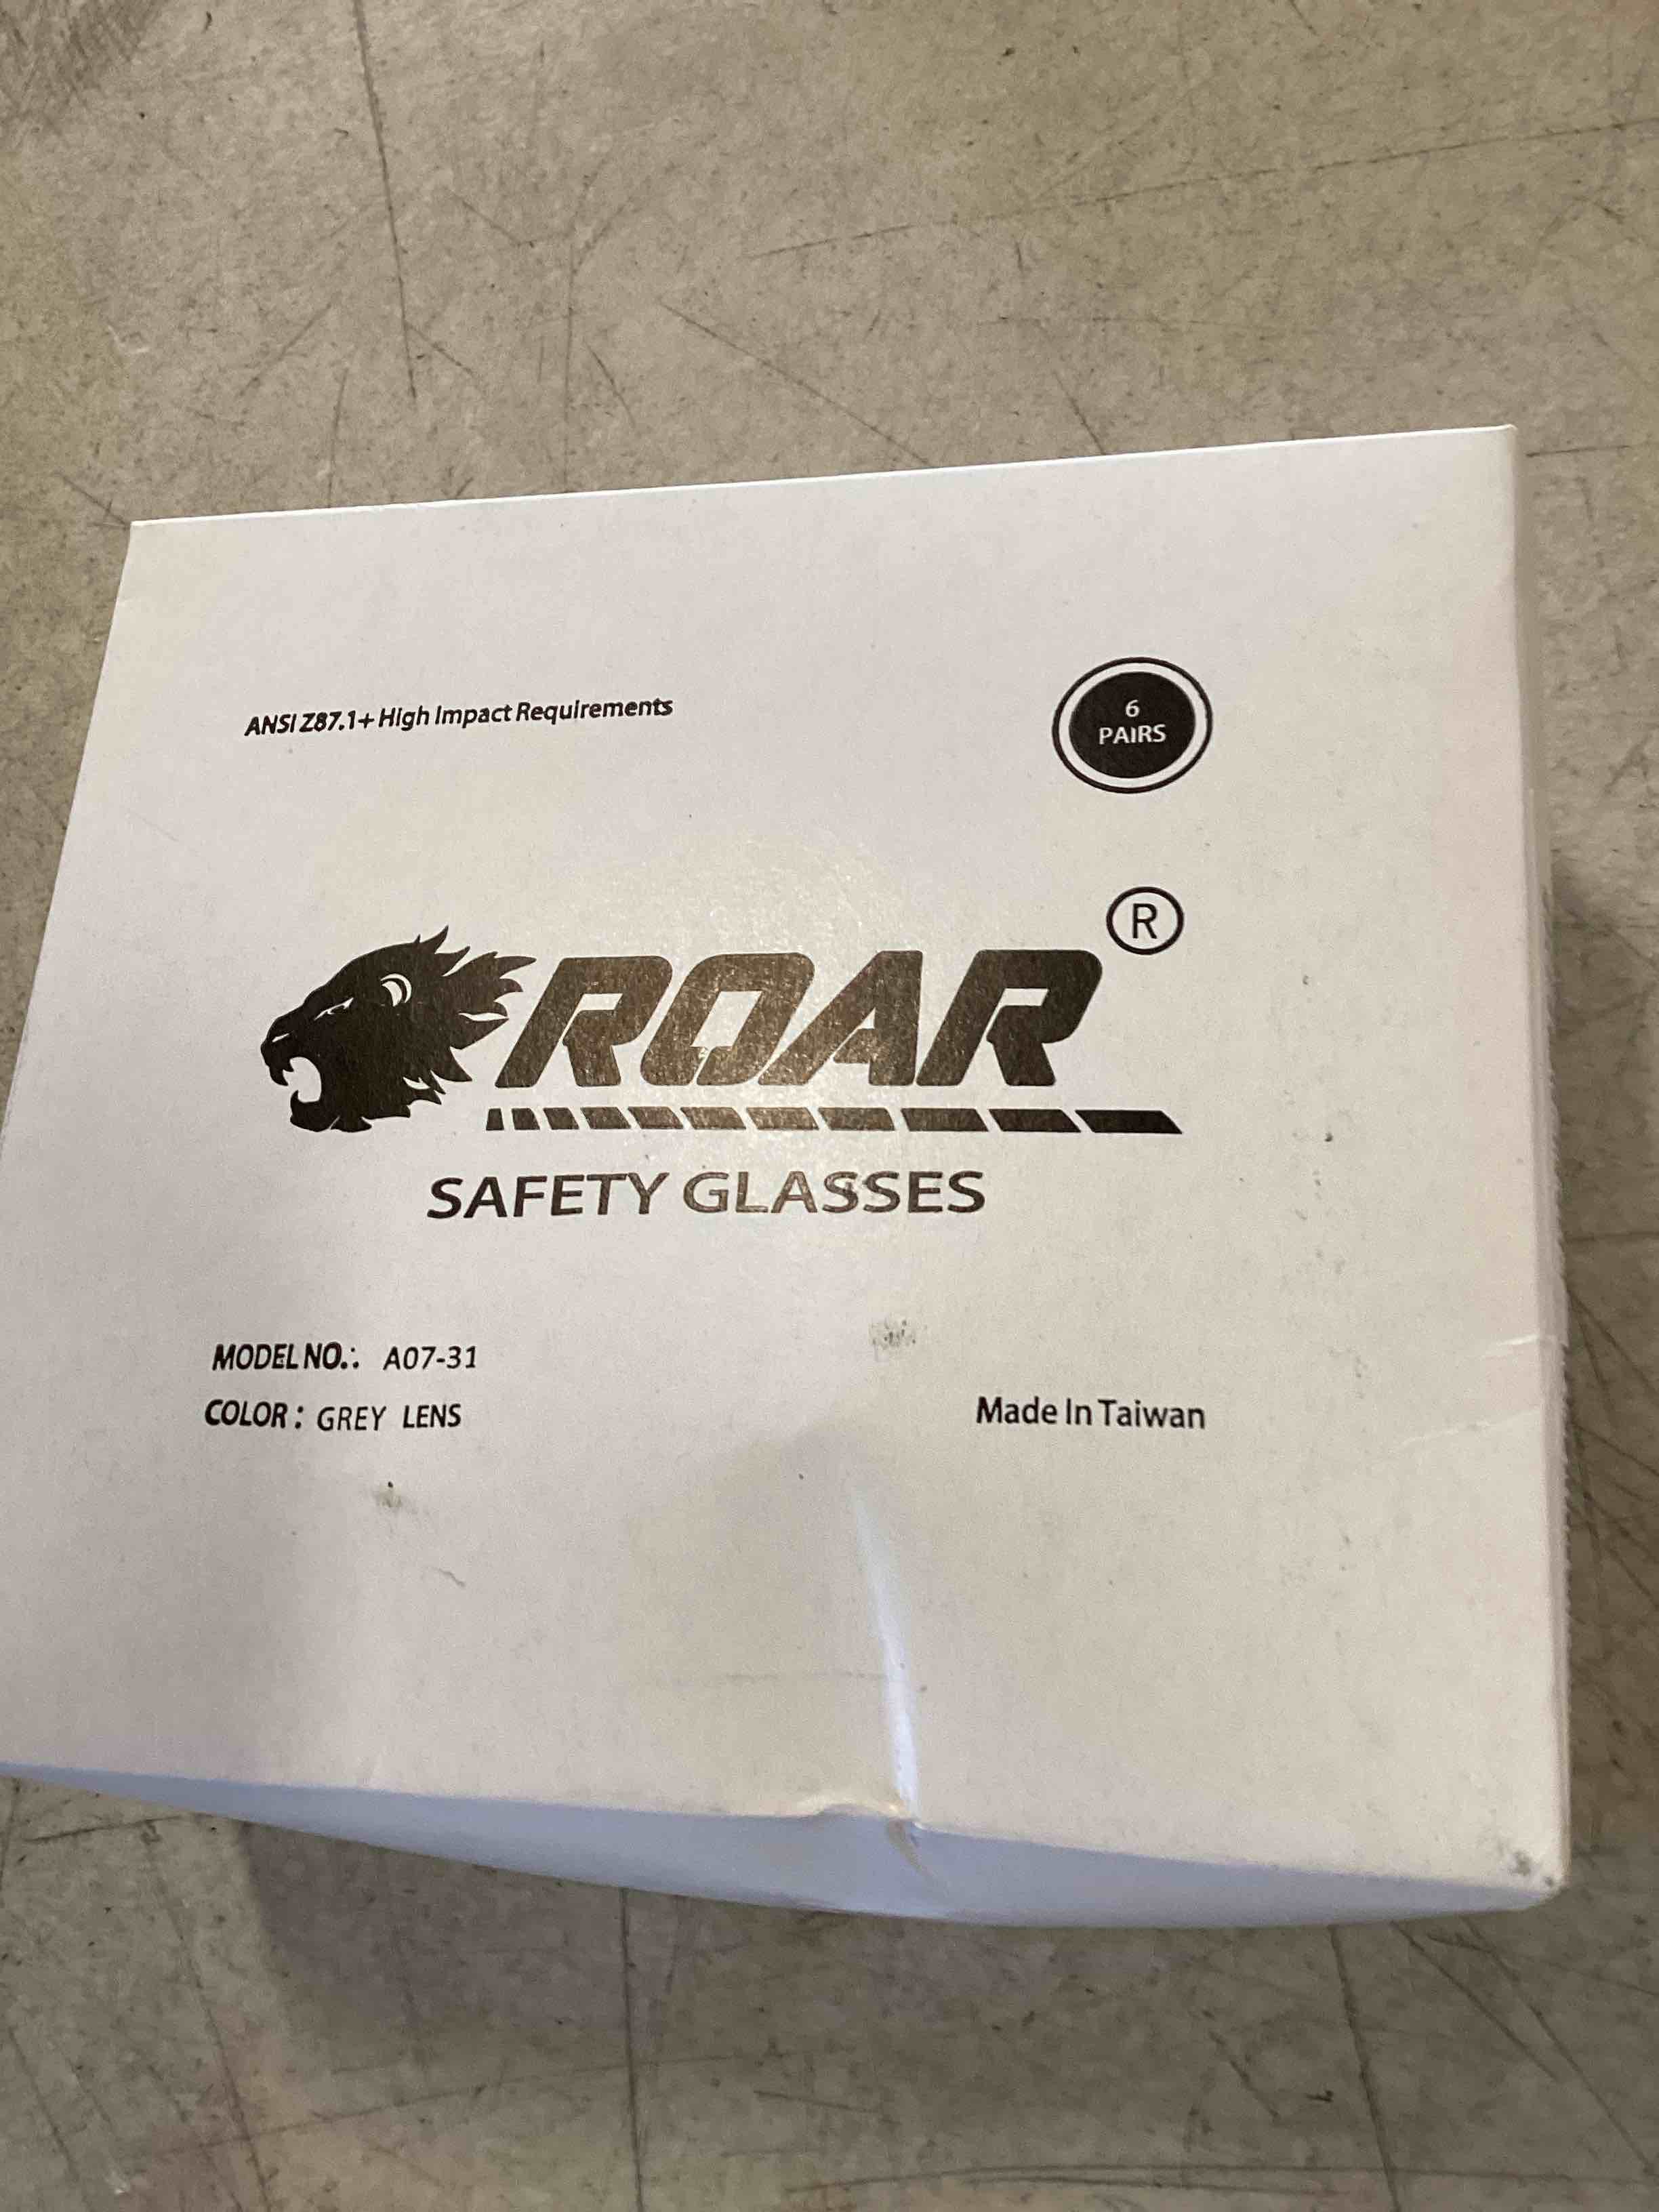 ANSI Z87.1+ High Impact Requirements
6
PAIRS
ROAR ®
SAFETY GLASSES
MODEL NO.: A07-31
COLOR: GREY LENS
Made In Taiwan